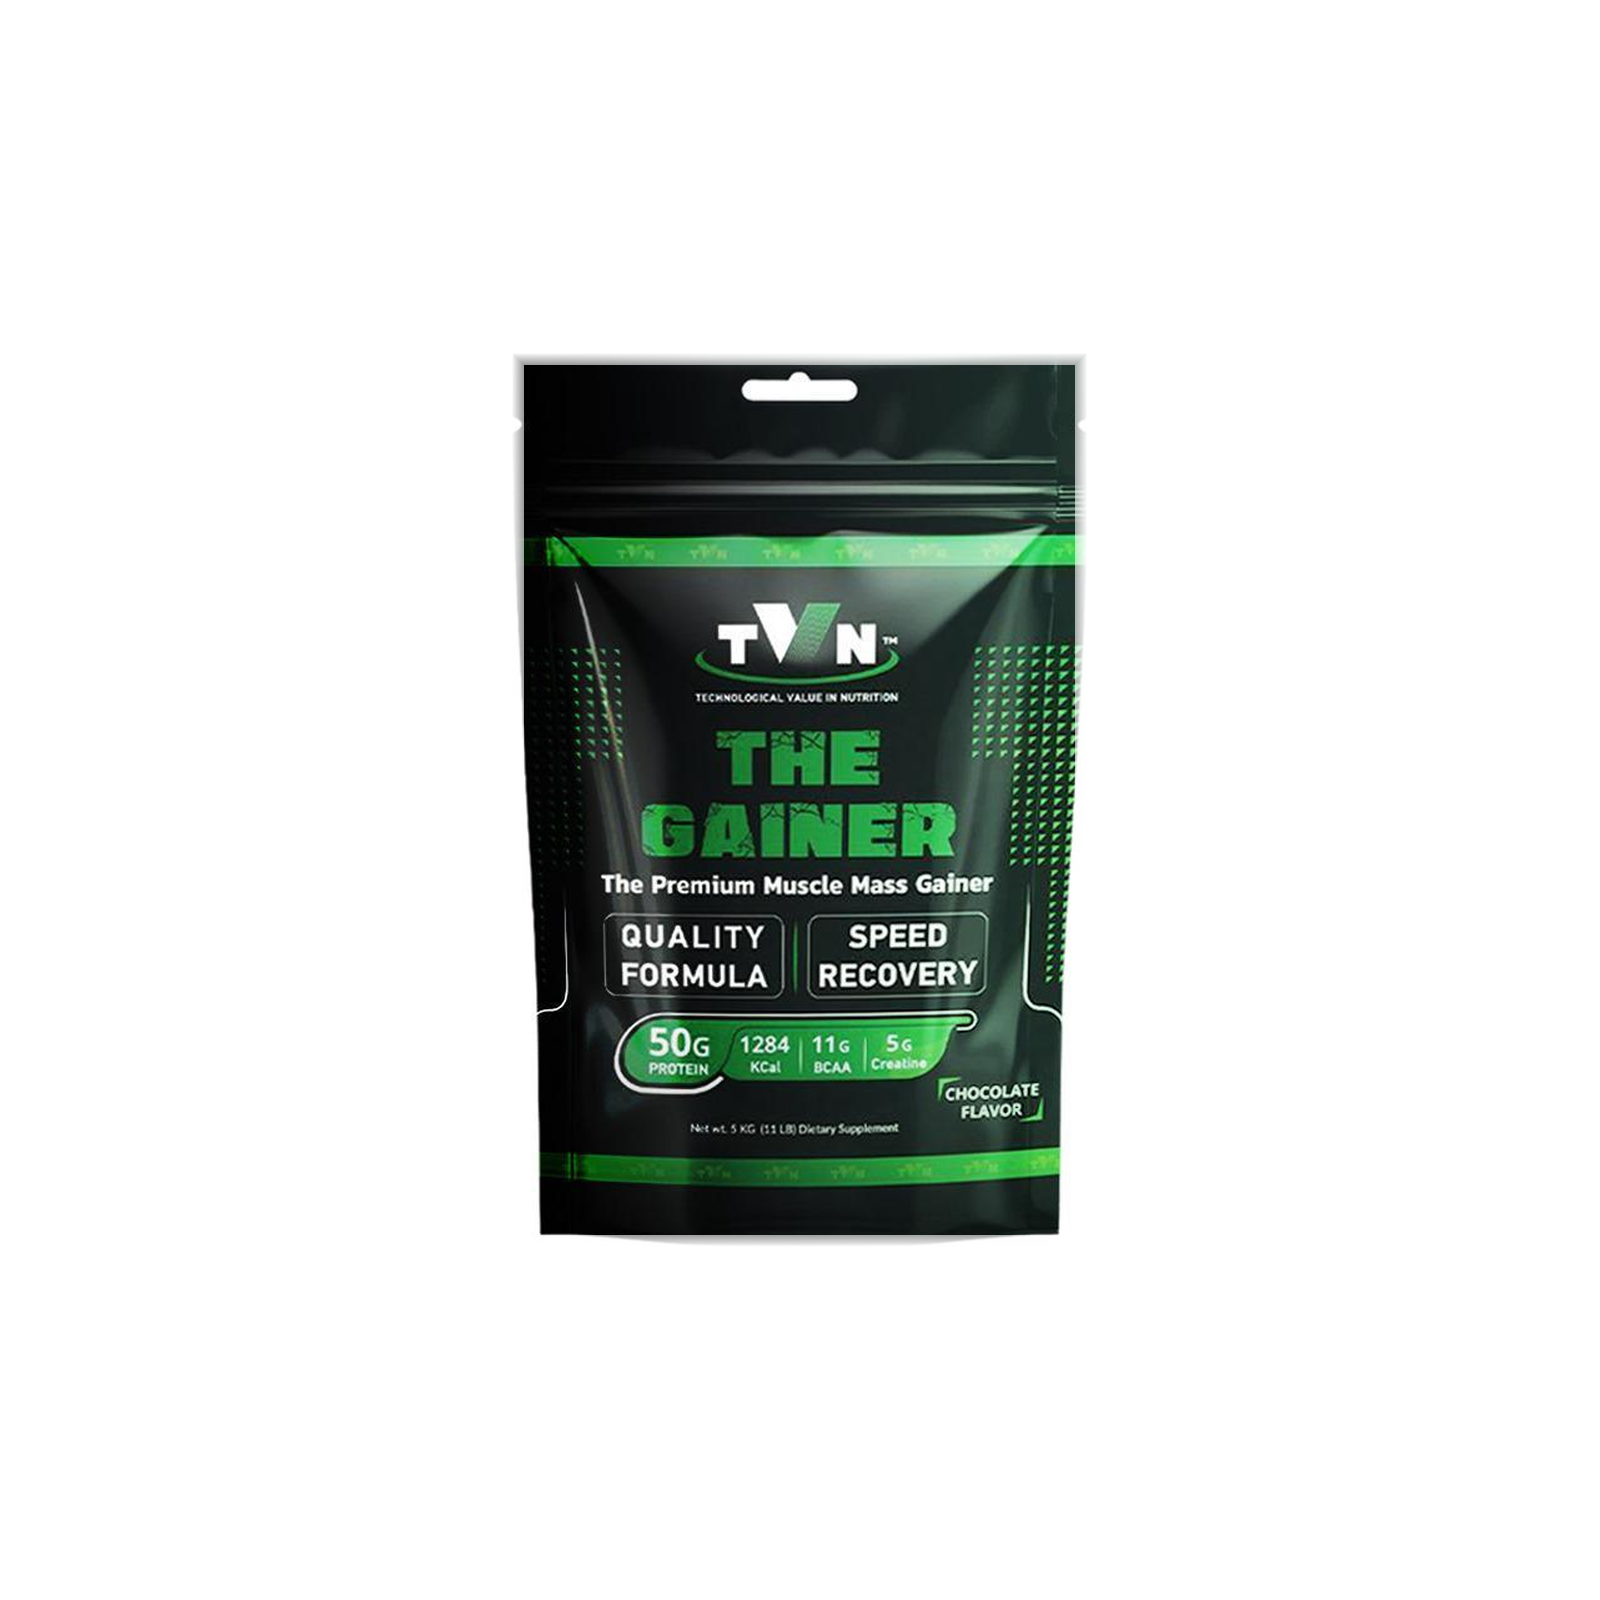 TVN™
TECHNOLOGICAL VALUE IN NUTRITION
THE
GAINER
The Premium Muscle Mass Gainer
QUALITY
FORMULA
SPEED
RECOVERY
50G
PROTEIN
1284
KCal
11G
BCAA
5G
Creatine
CHOCOLATE
FLAVOR
Net wt. 5 KG (11 LB) Dietary Supplement